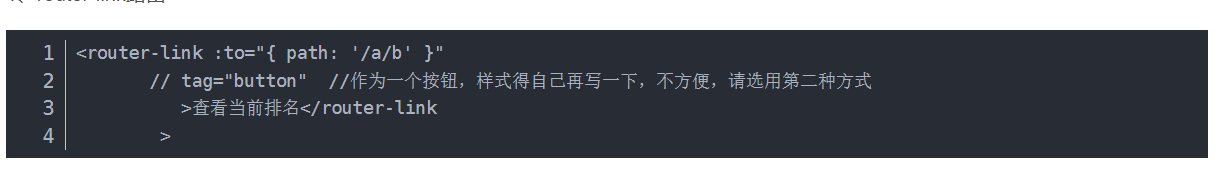 1 <router-link :to="{ path: '/a/b' }"
2 // tag="button" //作为一个按钮，样式得自己再写一下，不方便，请选用第二种方式
3 >查看当前排名</router-link
4 >